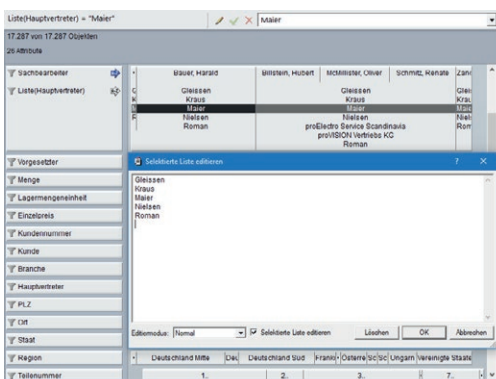 Liste(Hauptvertreter) = "Maier"
Maier
17.287 von 17.287 Objekten
26 Attribute
Sachbearbeiter
Bauer, Harald Billstein, Hubert McMillister, Oliver Schmitz, Renate
Liste(Hauptvertreter)
Gleissen Gleissen
Kraus Kraus
Maier Maier
Nielsen Nielsen
Roman proElectro Service Scandinavia
proVISION Vertriebs KG
Roman
Vorgesetzter
Menge
Lagermengeneinheit
Einzelpreis
Kundennummer
Kunde
Branche
Hauptvertreter
PLZ
Ort
Staat
Region
Teilenummer
Selektierte Liste editieren
Gleissen
Kraus
Maier
Nielsen
Roman
Editiermodus: Normal Selektierte Liste editieren Löschen OK Abbrechen
Deutschland Mitte Deutschland Süd Ungarn Vereinigte Staate
1.. 2.. 3.. 7..